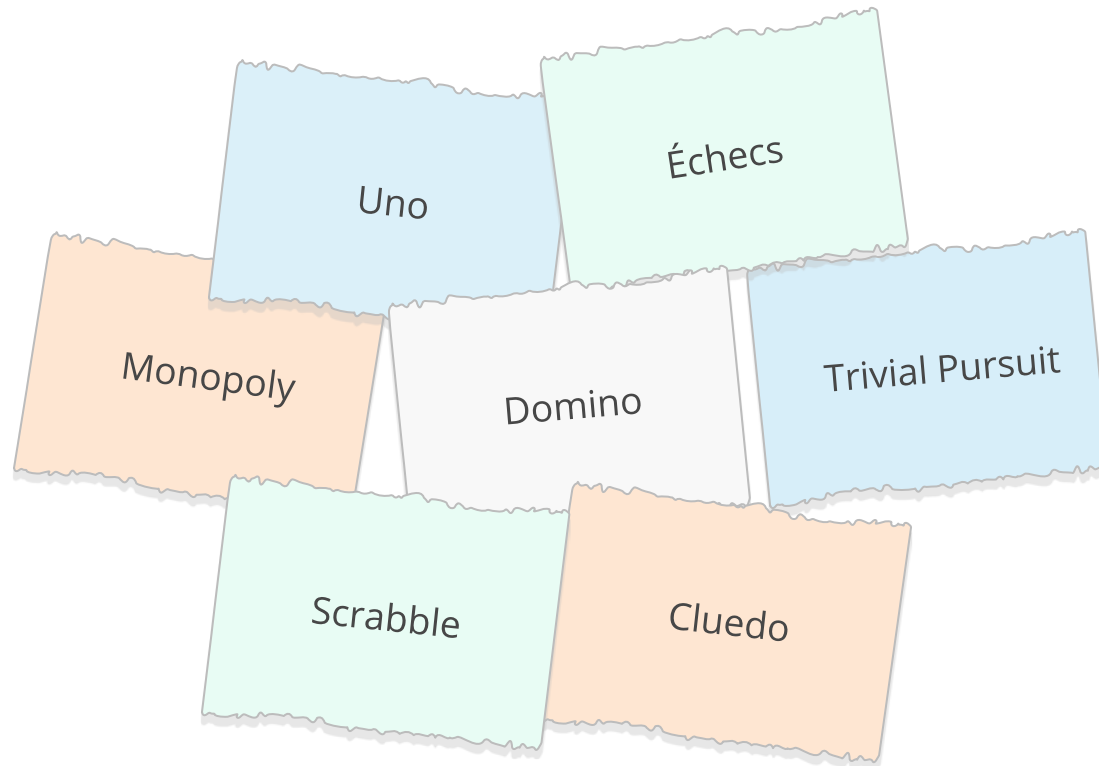 Uno
Échecs
Monopoly
Domino
Trivial Pursuit
Scrabble
Cluedo